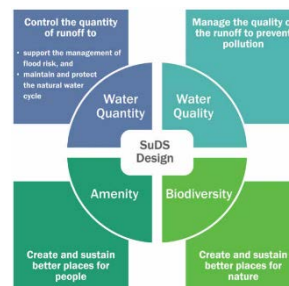 Control the quantity
of runoff to
• support the management of
flood risk, and
• maintain and protect
the natural water
cycle
Manage the quality of
the runoff to prevent
pollution
Water
Quantity
Water
Quality
SuDS
Design
Amenity
Biodiversity
Create and sustain
better places for
people
Create and sustain
better places for
nature